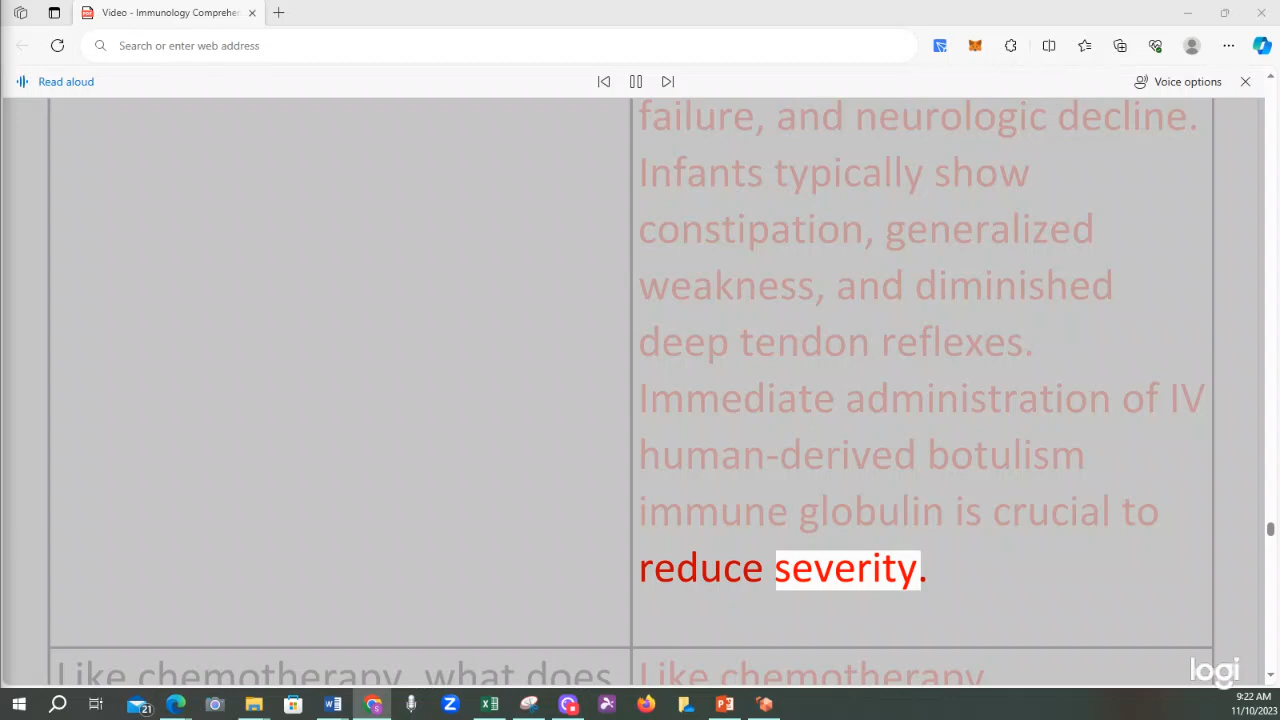 Video - Immunology Comprehe
Search or enter web address
Read aloud
Voice options
failure, and neurologic decline.
Infants typically show
constipation, generalized
weakness, and diminished
deep tendon reflexes.
Immediate administration of IV
human-derived botulism
immune globulin is crucial to
reduce severity.
Like chemotherapy, what does
Like chemotherapy,
logi
21
9:22 AM
11/10/2023